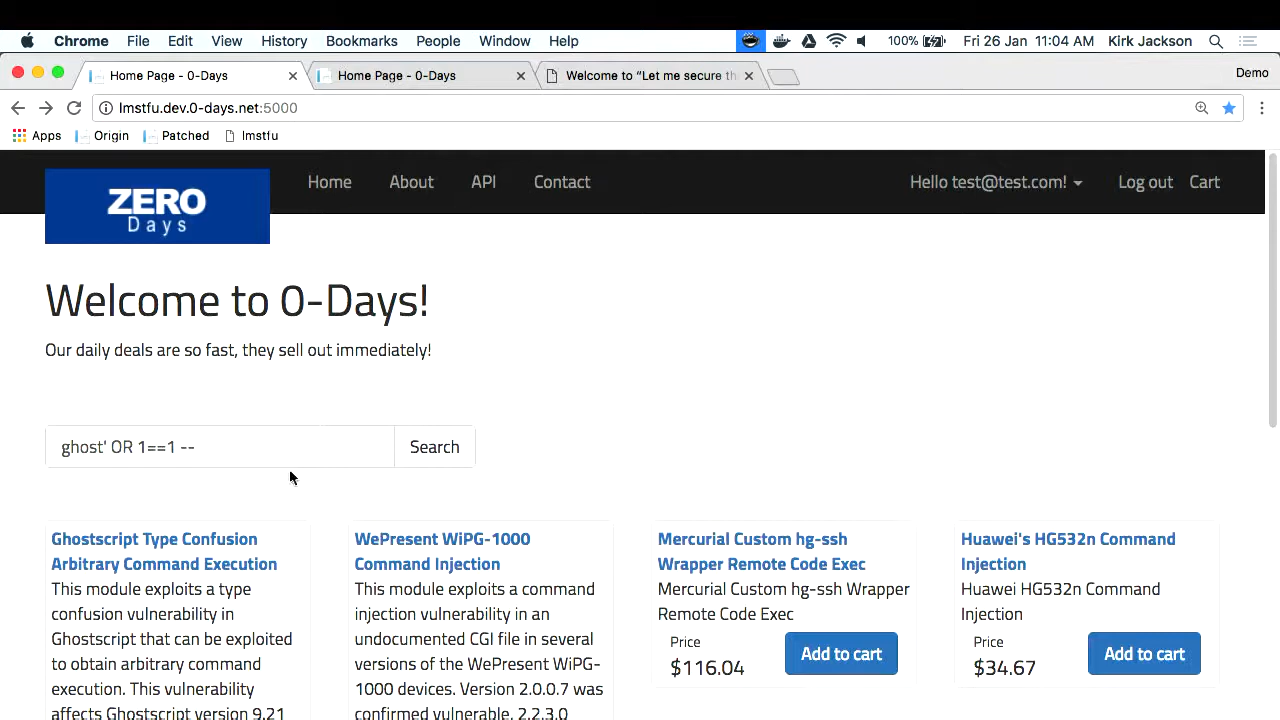 Chrome File Edit View History Bookmarks People Window Help 100% Fri 26 Jan 11:04 AM Kirk Jackson
Home Page - 0-Days Home Page - 0-Days Welcome to “Let me secure th Demo
lmstfu.dev.0-days.net:5000
Apps Origin Patched lmstfu
ZERO
Days
Home About API Contact Hello test@test.com! Log out Cart
Welcome to 0-Days!
Our daily deals are so fast, they sell out immediately!
ghost' OR 1==1 -- Search
Ghostscript Type Confusion
Arbitrary Command Execution
This module exploits a type
confusion vulnerability in
Ghostscript that can be exploited
to obtain arbitrary command
execution. This vulnerability
affects Ghostscript version 9.21
WePresent WiPG-1000
Command Injection
This module exploits a command
injection vulnerability in an
undocumented CGI file in several
versions of the WePresent WiPG-
1000 devices. Version 2.0.0.7 was
confirmed vulnerable, 2.2.3.0
Mercurial Custom hg-ssh
Wrapper Remote Code Exec
Mercurial Custom hg-ssh Wrapper
Remote Code Exec
Price
$116.04 Add to cart
Huawei's HG532n Command
Injection
Huawei HG532n Command
Injection
Price
$34.67 Add to cart